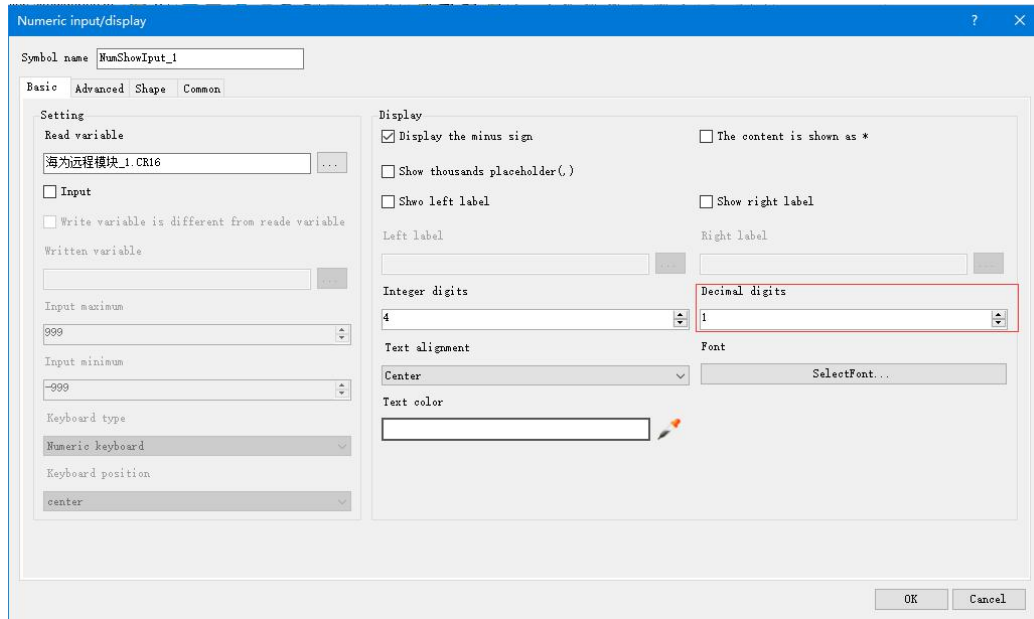 Numeric input/display
Symbol name NumShowIput_1
Basic Advanced Shape Common
Setting
Read variable
海为远程模块_1.CR16 ...
Input
Write variable is different from reade variable
Written variable
...
Input maximum
999
Input minimum
-999
Keyboard type
Numeric keyboard
Keyboard position
center
Display
Display the minus sign
The content is shown as *
Show thousands placeholder(,)
Shwo left label
Show right label
Left label
Right label
... ...
Integer digits
Decimal digits
4
1
Text alignment
Font
Center
SelectFont...
Text color
OK Cancel